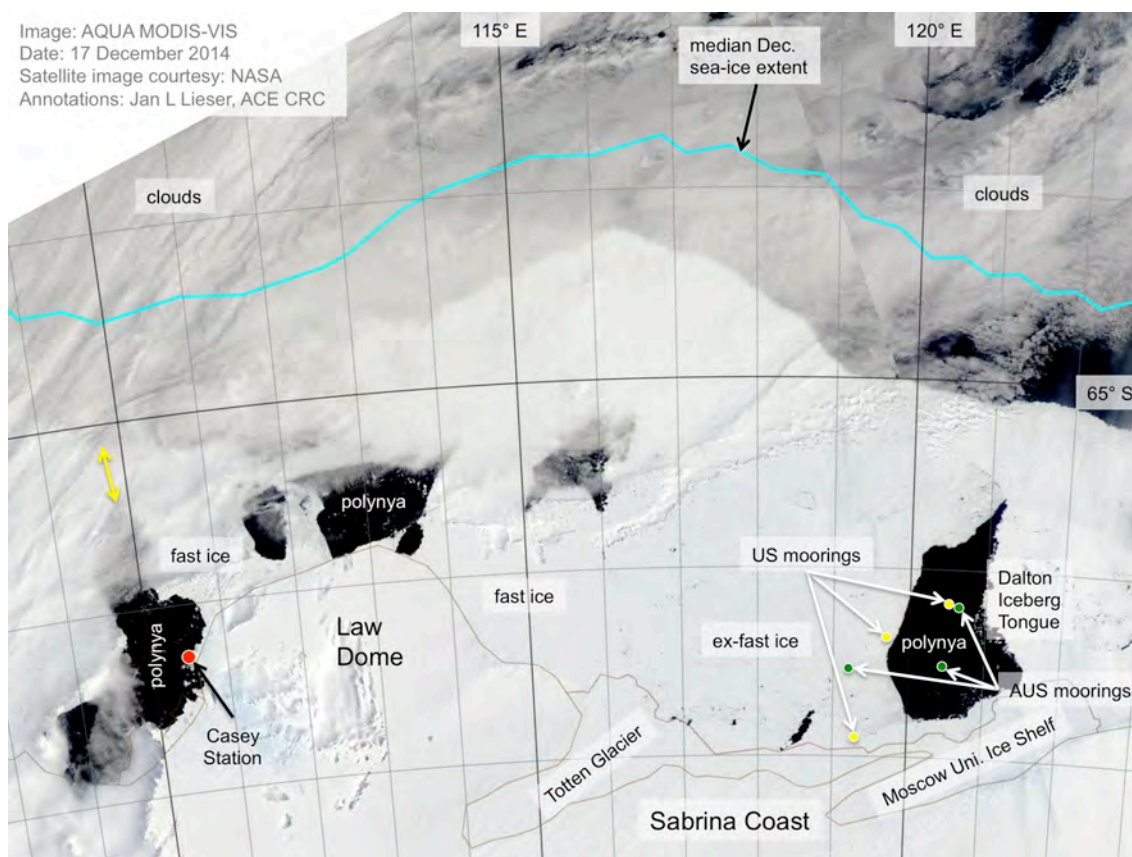 Image: AQUA MODIS-VIS
Date: 17 December 2014
Satellite image courtesy: NASA
Annotations: Jan L Lieser, ACE CRC
115° E
120° E
median Dec.
sea-ice extent
clouds
clouds
65° S
polynya
fast ice
US moorings
Dalton
Iceberg
Tongue
fast ice
Law
Dome
ex-fast ice
polynya
polynya
AUS moorings
Casey
Station
Totten Glacier
Moscow Uni. Ice Shelf
Sabrina Coast